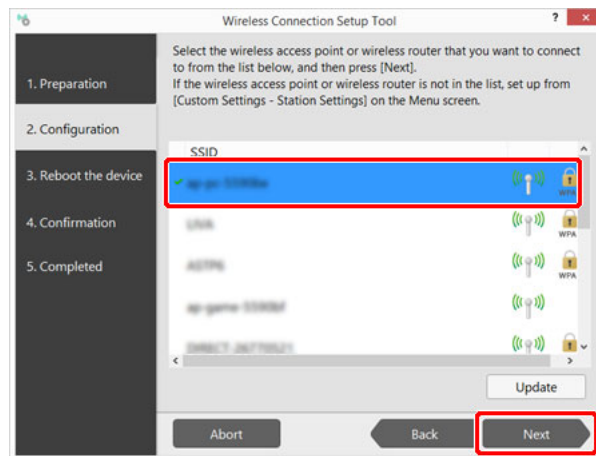 Wireless Connection Setup Tool
?
×
Select the wireless access point or wireless router that you want to connect
to from the list below, and then press [Next].
If the wireless access point or wireless router is not in the list, set up from
[Custom Settings - Station Settings] on the Menu screen.
1. Preparation
2. Configuration
3. Reboot the device
4. Confirmation
5. Completed
SSID
WPA
WPA
WPA
Update
Abort
Back
Next